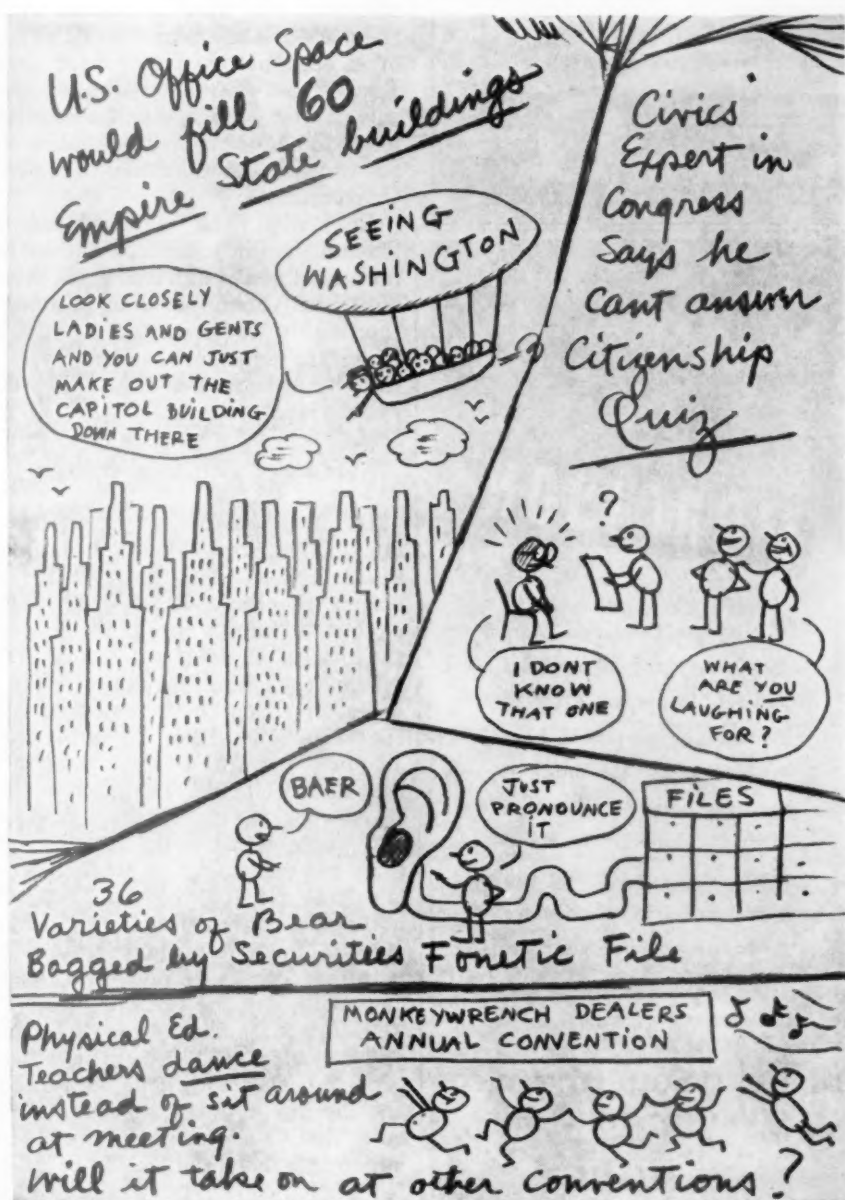 U.S. Office Space
would fill 60
Empire State buildings
SEEING
WASHINGTON
LOOK CLOSELY
LADIES AND GENTS
AND YOU CAN JUST
MAKE OUT THE
CAPITOL BUILDING
DOWN THERE
Civics
Expert in
Congress
Says he
Cant answer
Citizenship
Quiz
?
I DONT
KNOW
THAT ONE
WHAT
ARE YOU
LAUGHING
FOR?
BAER
JUST
PRONOUNCE
IT
FILES
36
Varieties of Bear
Bagged by Securities Fonetic File
Physical Ed.
Teachers dance
instead of sit around
at meeting.
Will it take on at other conventions?
MONKEYWRENCH DEALERS
ANNUAL CONVENTION